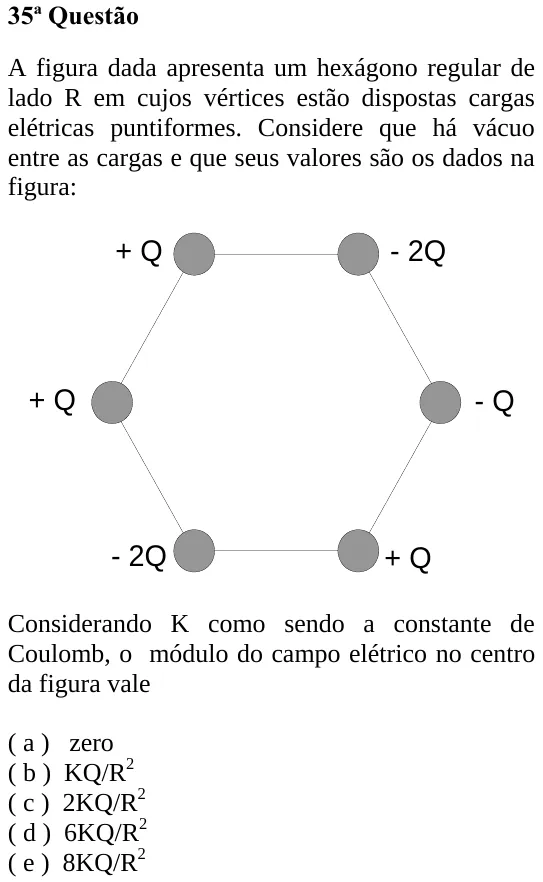 35ª Questão
A figura dada apresenta um hexágono regular de
lado R em cujos vértices estão dispostas cargas
elétricas puntiformes. Considere que há vácuo
entre as cargas e que seus valores são os dados na
figura:
+ Q
- 2Q
+ Q
- Q
- 2Q
+ Q
Considerando K como sendo a constante de
Coulomb, o módulo do campo elétrico no centro
da figura vale
( a ) zero
( b ) KQ/R²
( c ) 2KQ/R²
( d ) 6KQ/R²
( e ) 8KQ/R²